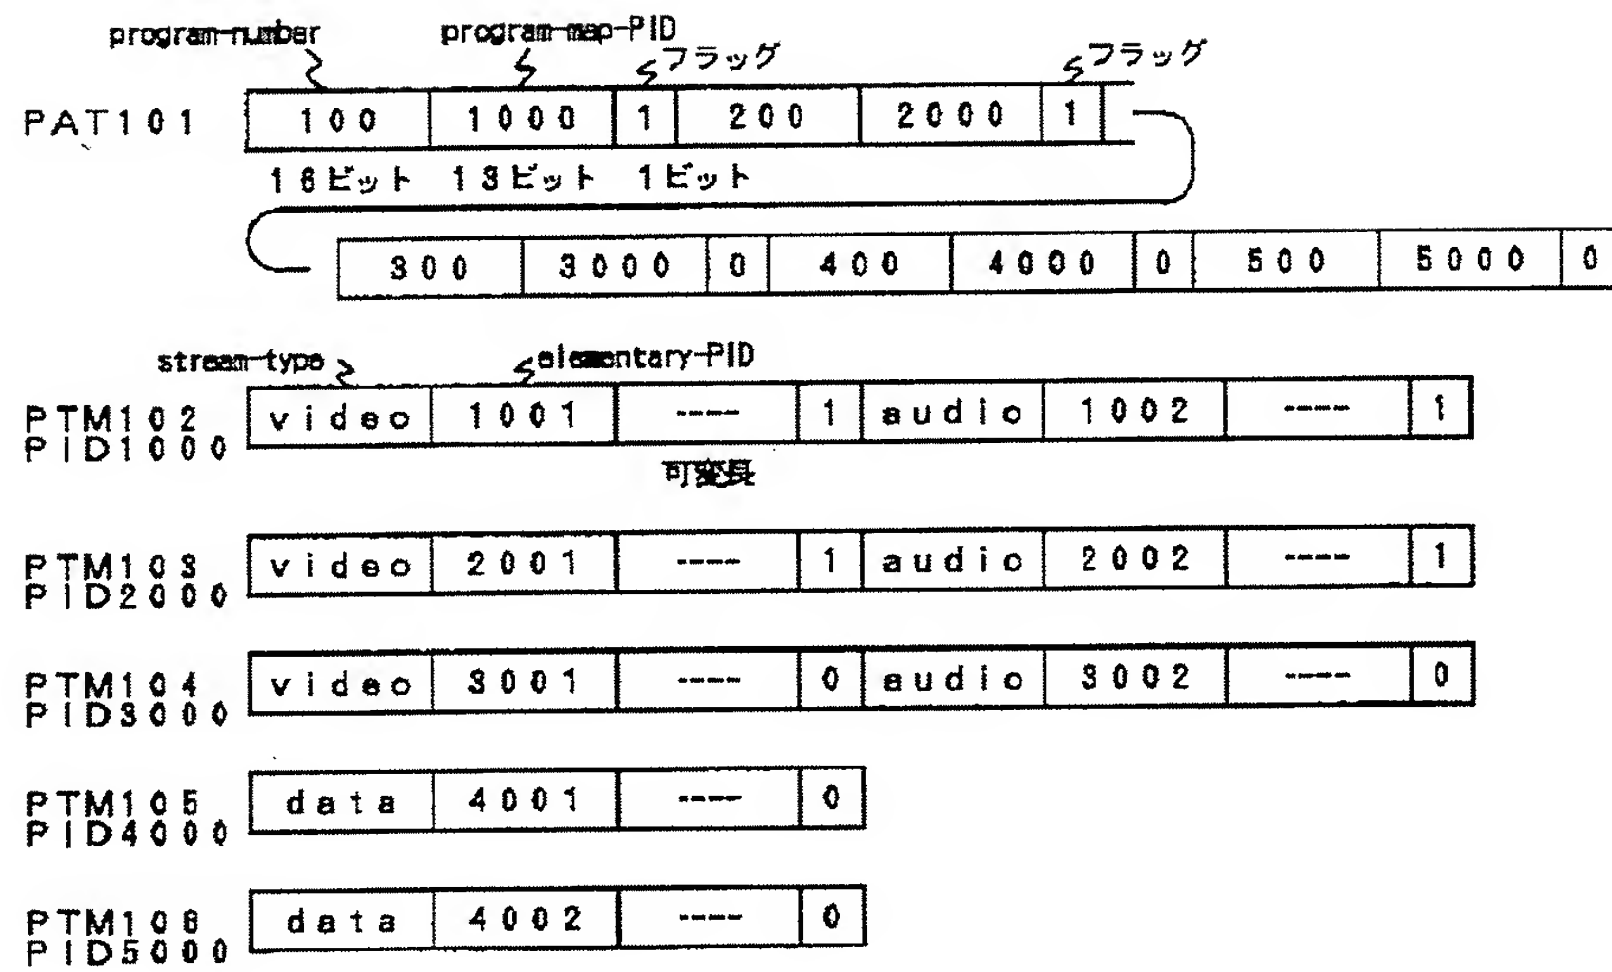 program-number program-map-PID フラッグ フラッグ
PAT101 100 1000 1 200 2000 1
16ビット 13ビット 1ビット
300 3000 0 400 4000 0 500 5000 0
stream-type elementary-PID
PTM102 video 1001 ---- 1 audio 1002 ---- 1
PID1000
可変長
PTM103 video 2001 ---- 1 audio 2002 ---- 1
PID2000
PTM104 video 3001 ---- 0 audio 3002 ---- 0
PID3000
PTM105 data 4001 ---- 0
PID4000
PTM106 data 4002 ---- 0
PID5000